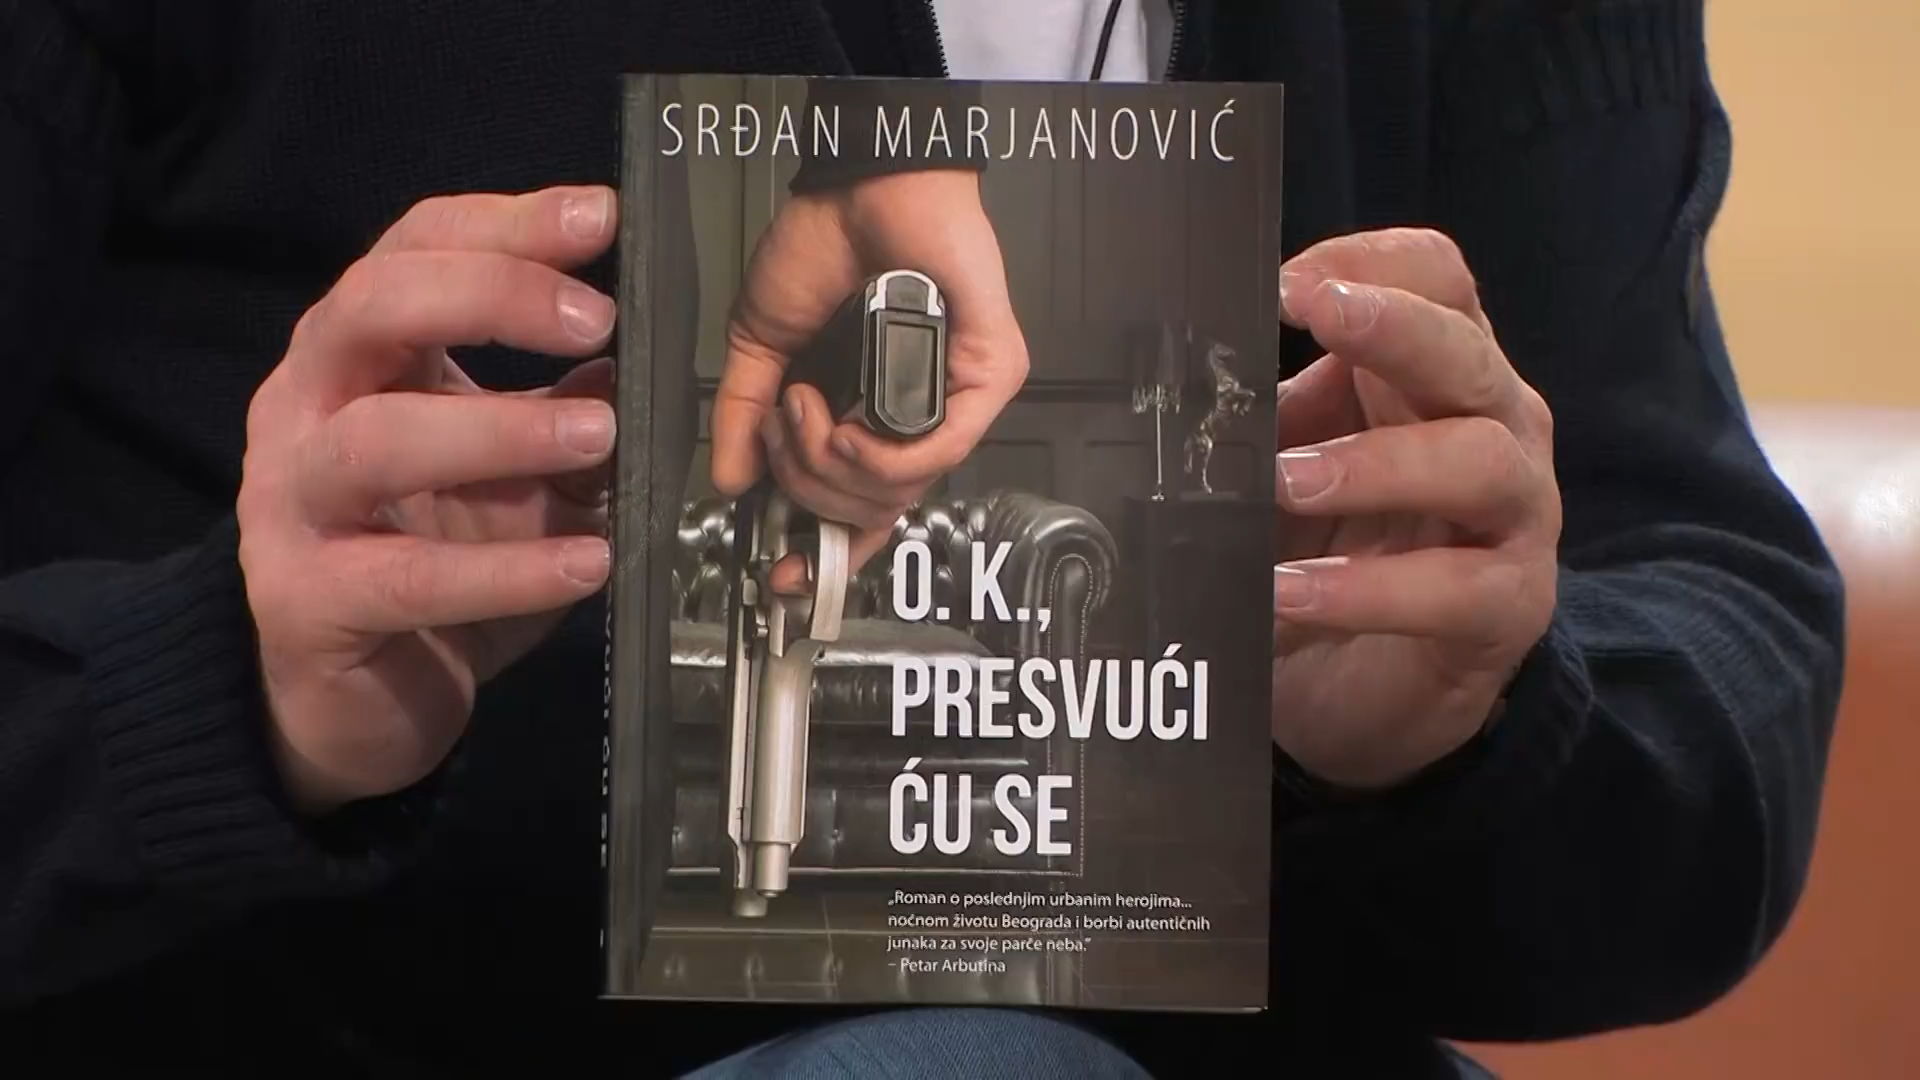 SRĐAN MARJANOVIĆ
O. K.,
PRESVUĆI
ĆU SE
„Roman o poslednjim urbanim herojima...
noćnom životu Beograda i borbi autentičnih
junaka za svoje parče neba.”
– Petar Arbutina